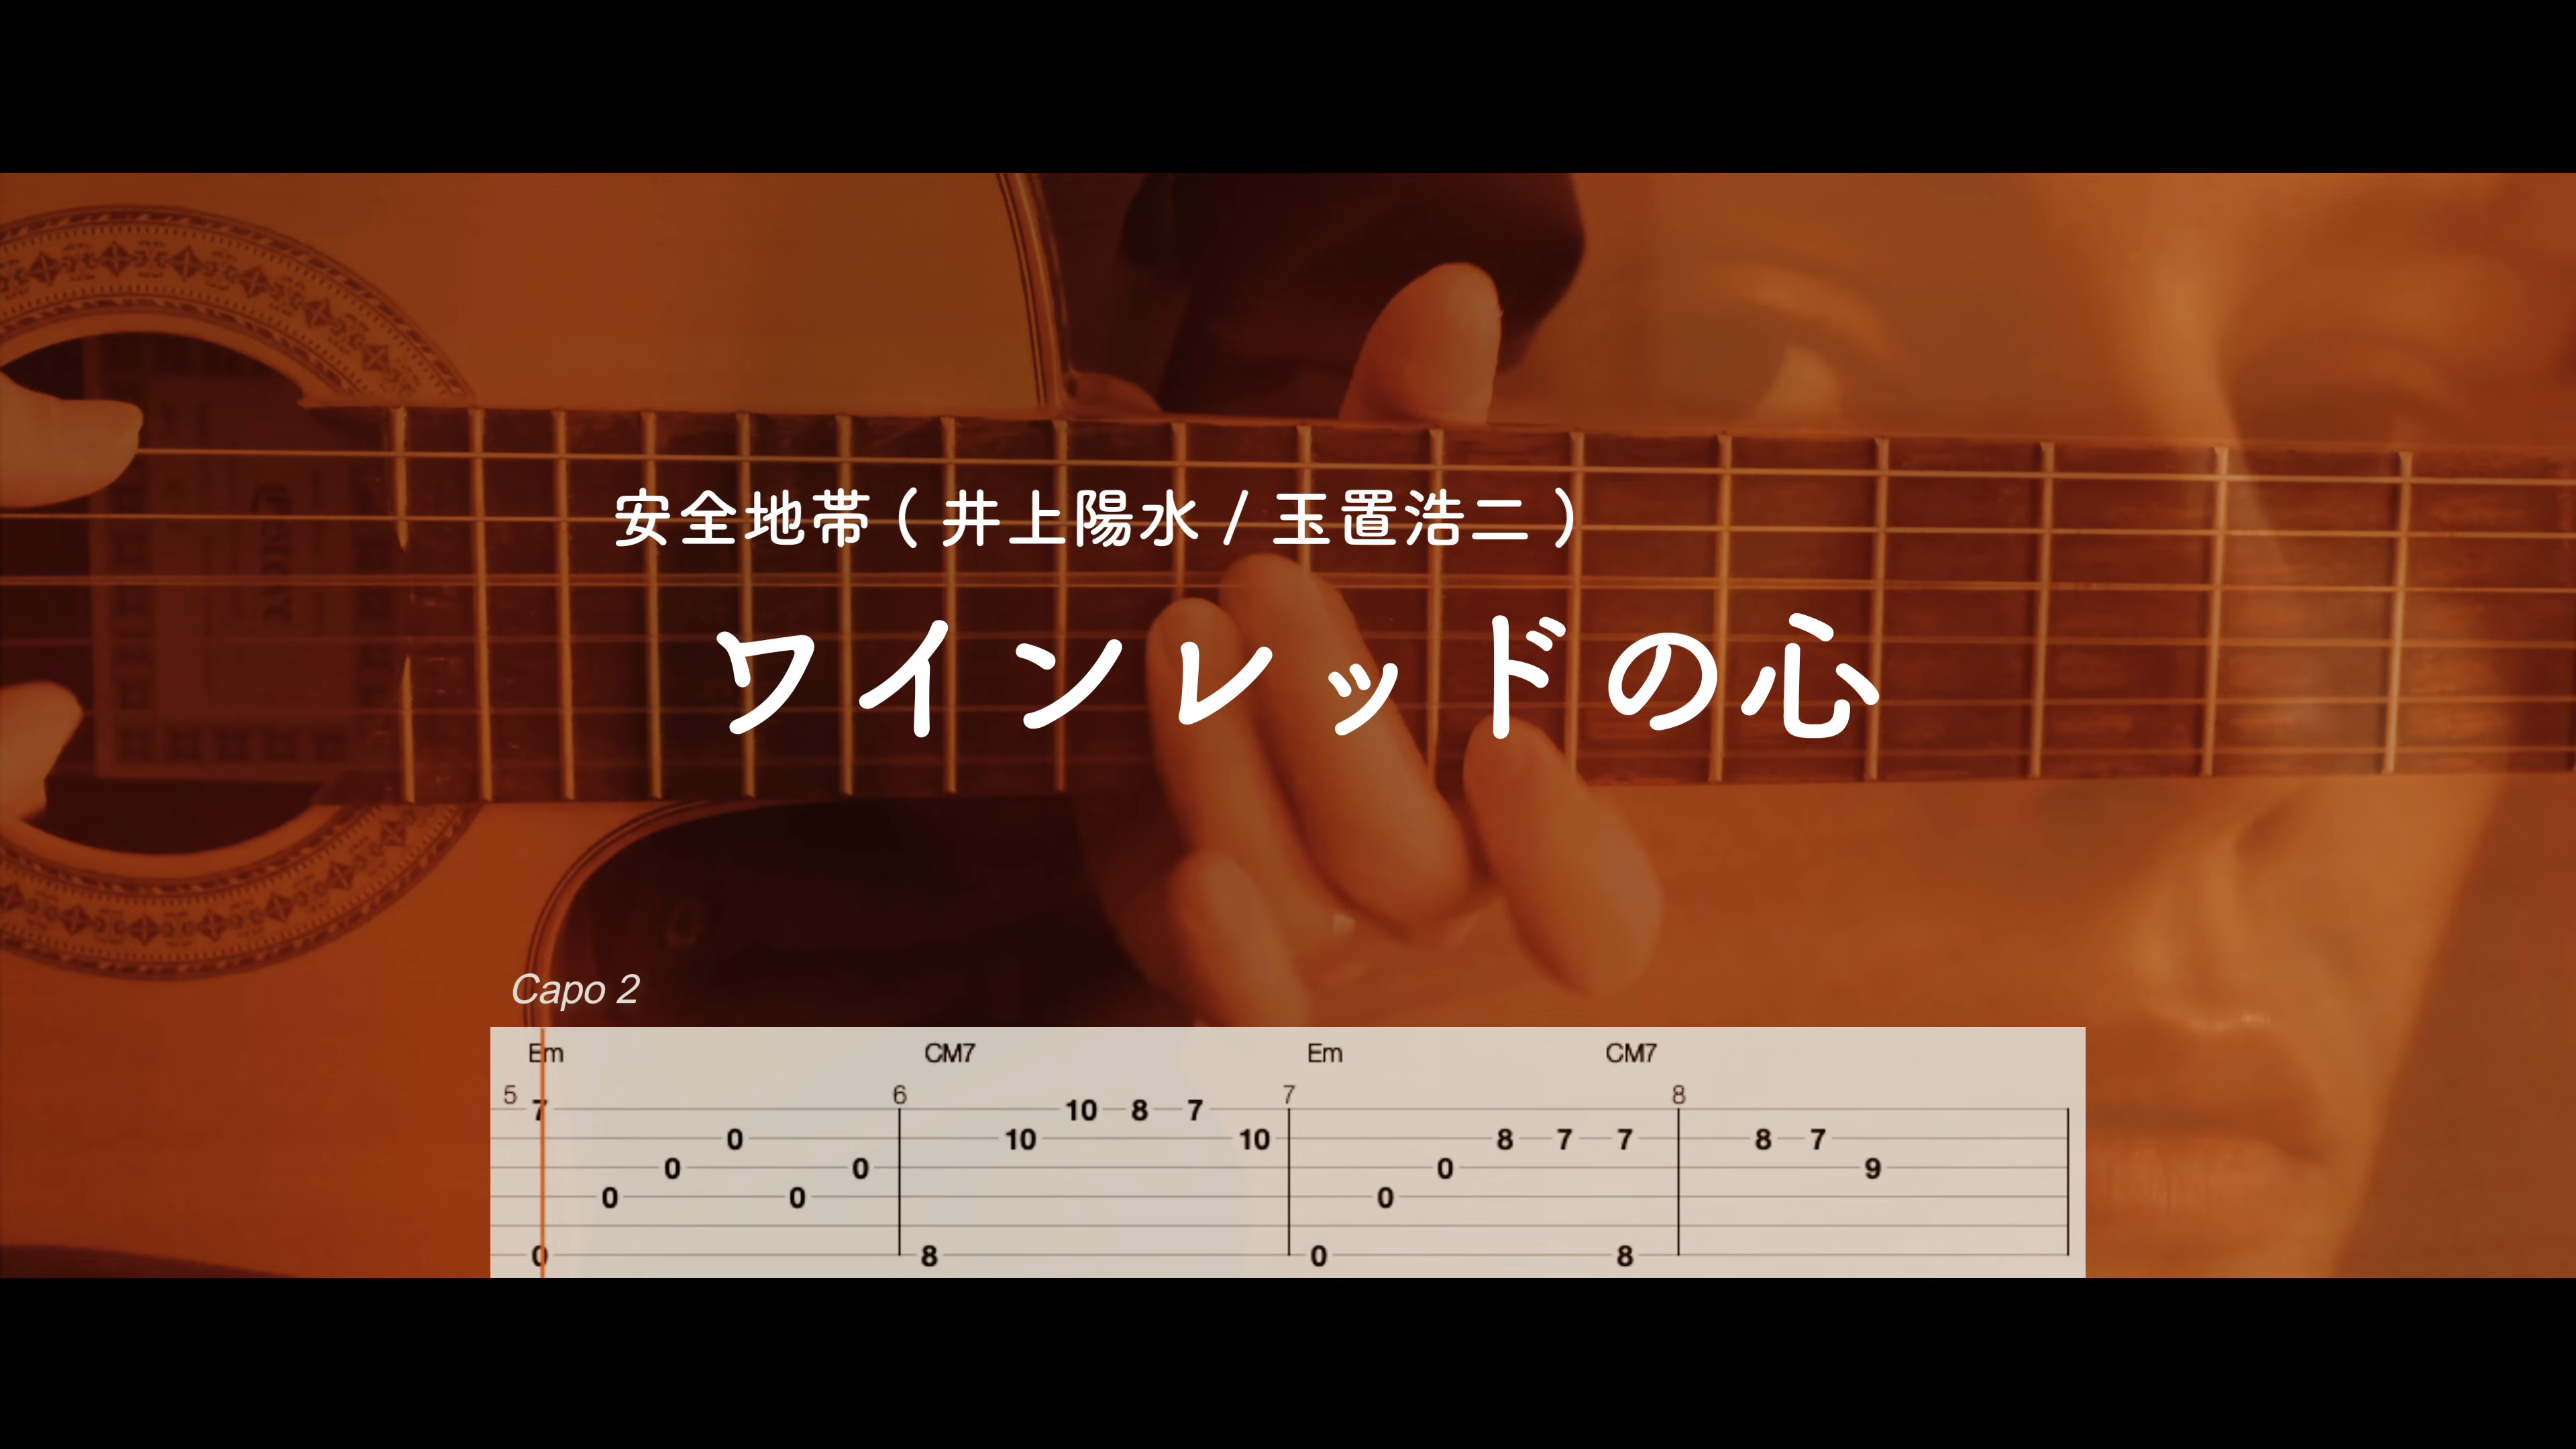 安全地帯 ( 井上陽水 / 玉置浩二 )
ワインレッドの心
Capo 2
Em CM7 Em CM7
5 6 7 8
7 10 8 7
0 10 10 8 7 7 8 7
0 0 0 9
0 0 0
0 8 0 8